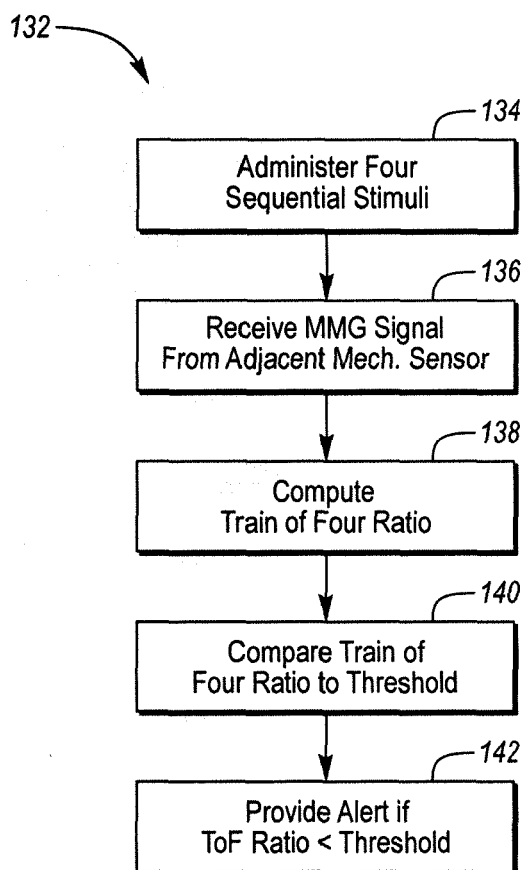 132
134
Administer Four
Sequential Stimuli
136
Receive MMG Signal
From Adjacent Mech. Sensor
138
Compute
Train of Four Ratio
140
Compare Train of
Four Ratio to Threshold
142
Provide Alert if
ToF Ratio < Threshold